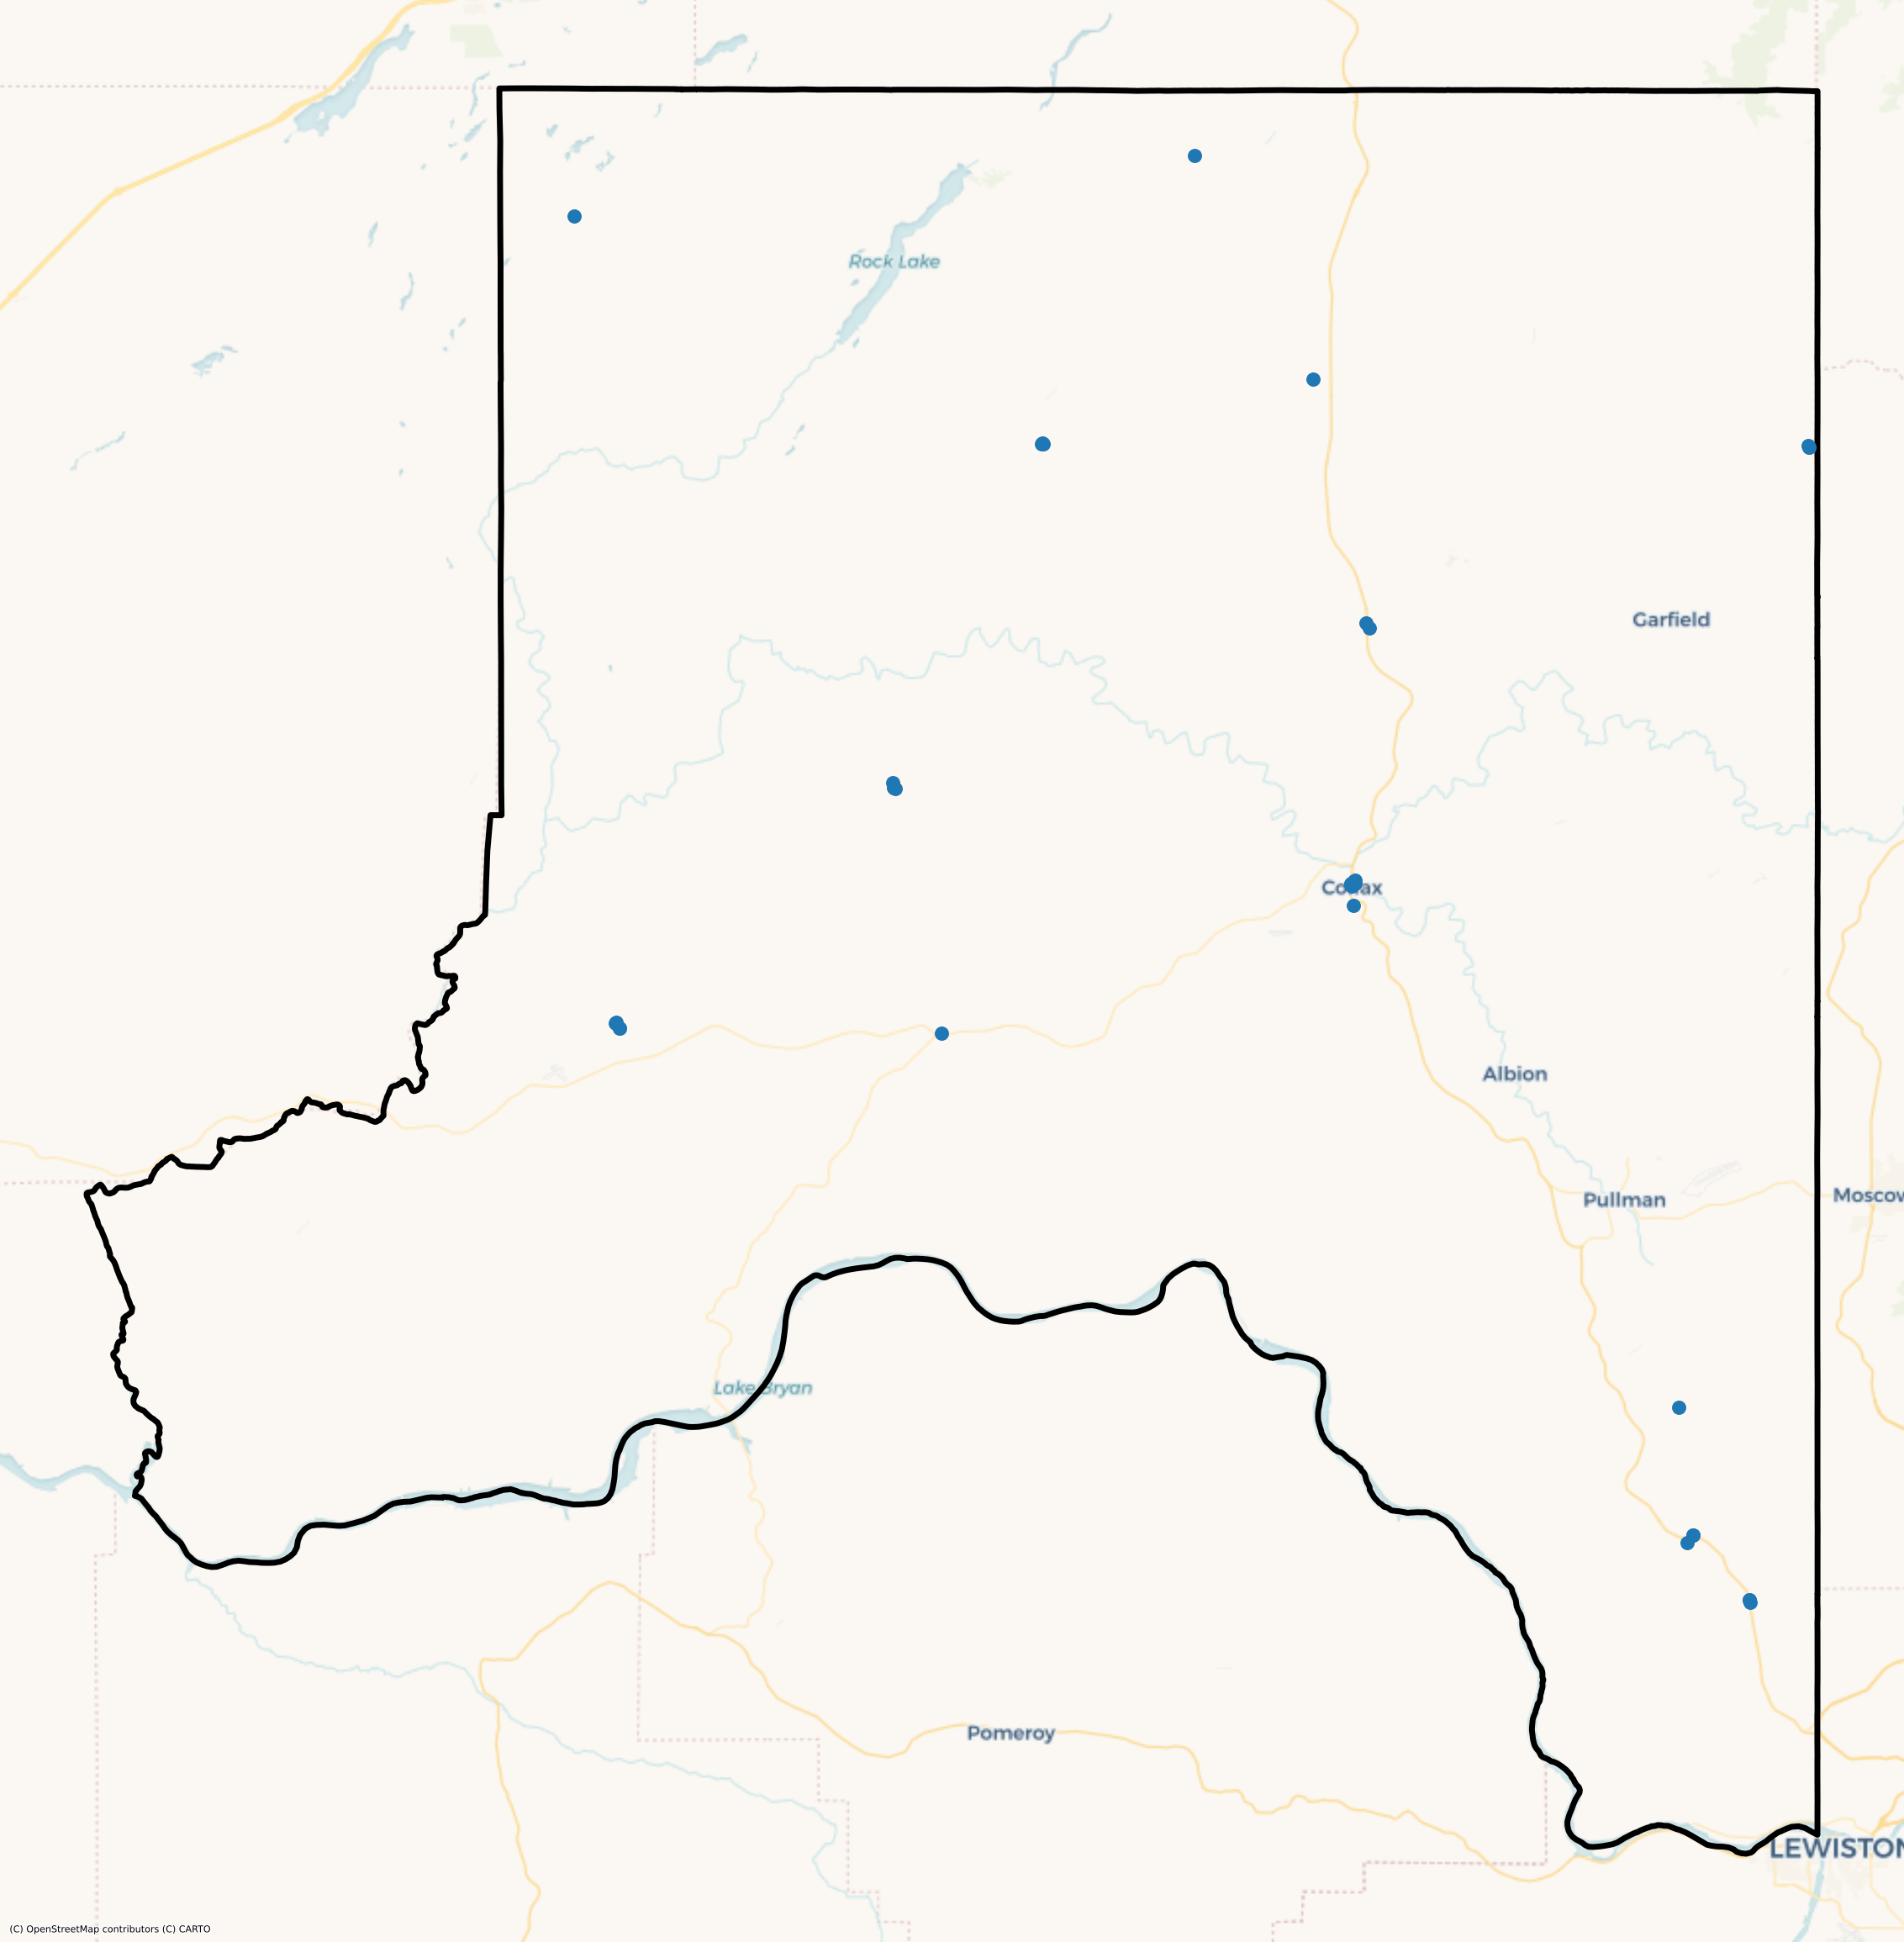 Rock Lake
Garfield
Colfax
Albion
Pullman
Moscow
Lake Bryan
Pomeroy
LEWISTON
(C) OpenStreetMap contributors (C) CARTO